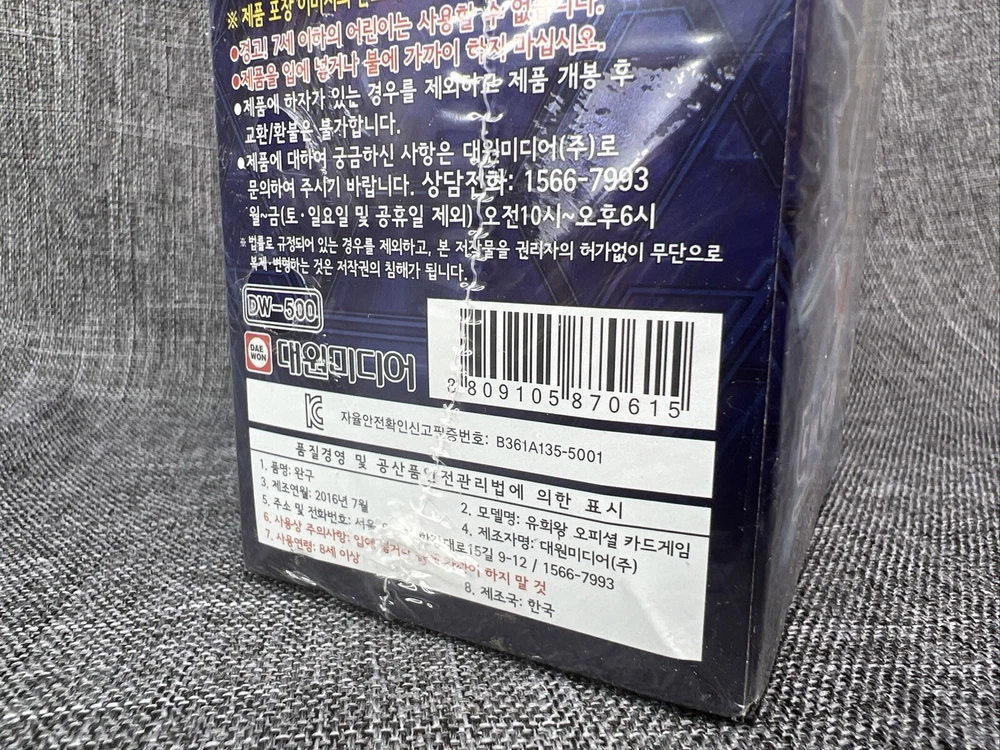 ※ 제품 포장 이미지
●경고! 7세 이하의 어린이는 사용할 수 없습니다.
●제품을 입에 넣거나 불에 가까이 하지 마십시오.
●제품에 하자가 있는 경우를 제외하고 제품 개봉 후
교환/환불은 불가합니다.
●제품에 대하여 궁금하신 사항은 대원미디어(주)로
문의하여 주시기 바랍니다. 상담전화: 1566-7993
월~금(토·일요일 및 공휴일 제외) 오전10시~오후6시
※ 법률로 규정되어 있는 경우를 제외하고, 본 저작물을 권리자의 허가없이 무단으로
복제·변형하는 것은 저작권의 침해가 됩니다.
DW-500
DAE WON 대원미디어
8 809105 870615
자율안전확인신고필증번호: B361A135-5001
품질경영 및 공산품안전관리법에 의한 표시
1. 품명: 완구
2. 모델명: 유희왕 오피셜 카드게임
3. 제조연월: 2016년 7월
4. 제조자명: 대원미디어(주)
5. 주소 및 전화번호: 서울 한강대로15길 9-12 / 1566-7993
6. 사용상 주의사항: 입에 넣거나 하지 말 것
7. 사용연령: 8세 이상
8. 제조국: 한국